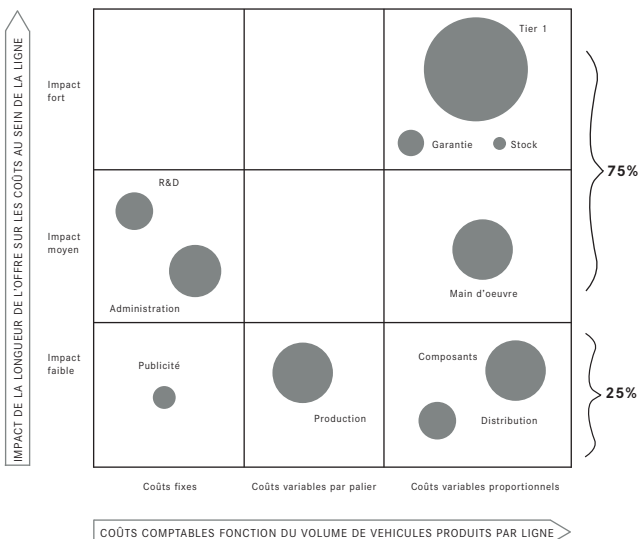 IMPACT DE LA LONGUEUR DE L'OFFRE SUR LES COÛTS AU SEIN DE LA LIGNE
Impact
fort
Tier 1
Garantie
Stock
75%
Impact
moyen
R&D
Administration
Main d'oeuvre
Impact
faible
Publicité
Production
Composants
Distribution
25%
Coûts fixes
Coûts variables par palier
Coûts variables proportionnels
COÛTS COMPTABLES FONCTION DU VOLUME DE VEHICULES PRODUITS PAR LIGNE